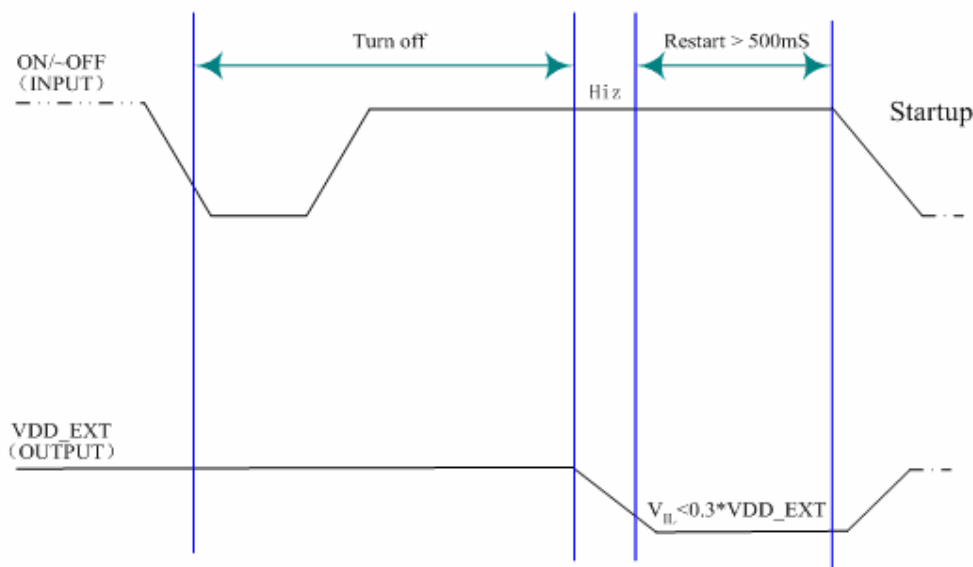 Turn off
Restart > 500mS
ON/~OFF
（INPUT）
Hiz
Startup
VDD_EXT
（OUTPUT）
V_IL<0.3*VDD_EXT